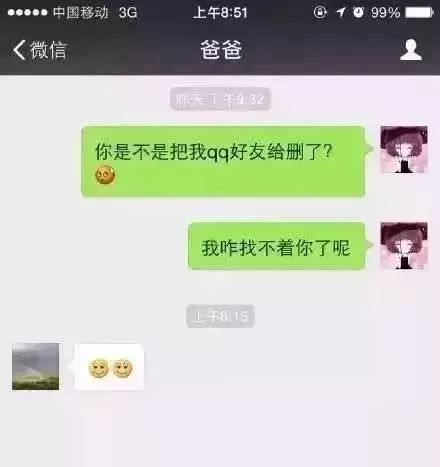 中国移动 3G 上午8:51 99%
微信 爸爸
昨天 下午9:32
你是不是把我qq好友给删了?
我咋找不着你了呢
上午8:15